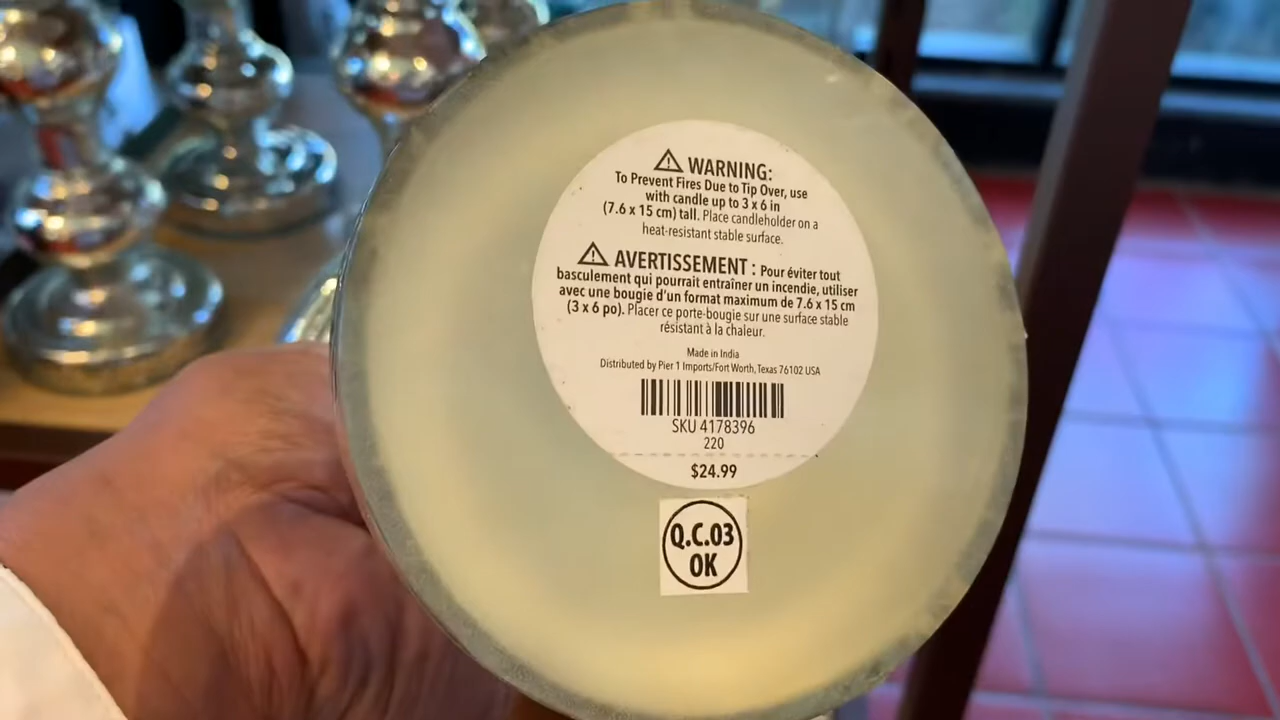 WARNING:
To Prevent Fires Due to Tip Over, use
with candle up to 3 x 6 in
(7.6 x 15 cm) tall. Place candleholder on a
heat-resistant stable surface.
AVERTISSEMENT : Pour éviter tout
basculement qui pourrait entraîner un incendie, utiliser
avec une bougie d'un format maximum de 7.6 x 15 cm
(3 x 6 po). Placer ce porte-bougie sur une surface stable
résistant à la chaleur.
Made in India
Distributed by Pier 1 Imports/Fort Worth, Texas 76102 USA
SKU 4178396
220
$24.99
Q.C.03
OK